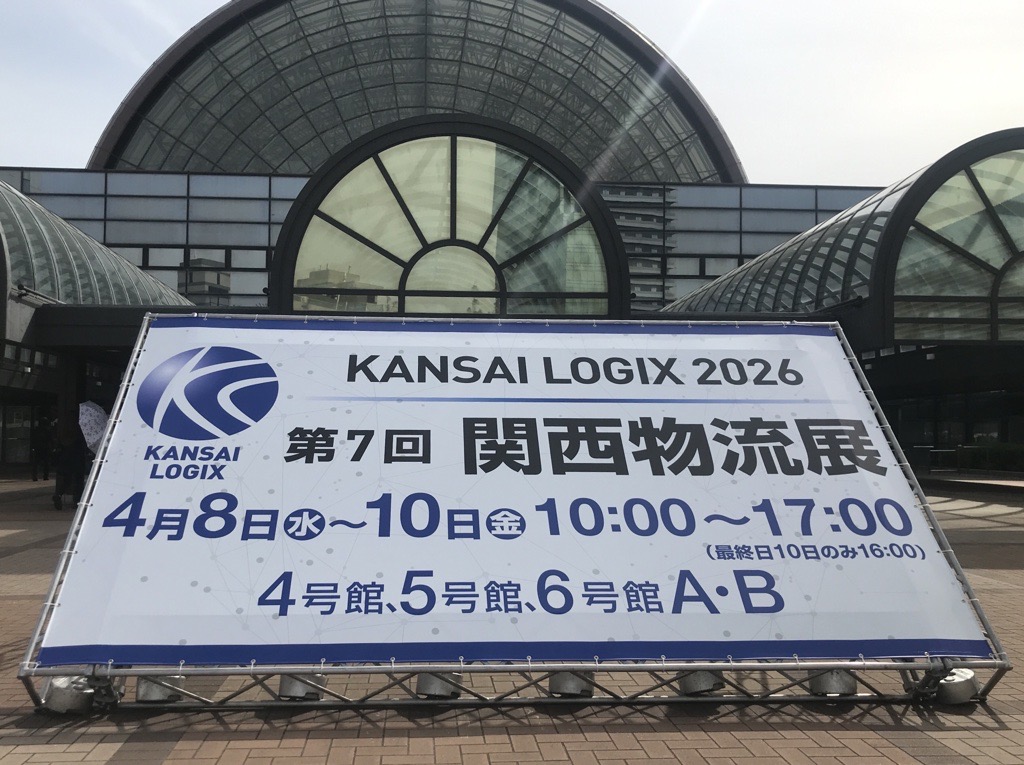 KANSAI LOGIX 2026
KANSAI
LOGIX
第7回 関西物流展
4月8日㊌～10日㊎ 10:00～17:00
(最終日10日のみ16:00)
4号館、5号館、6号館 A・B